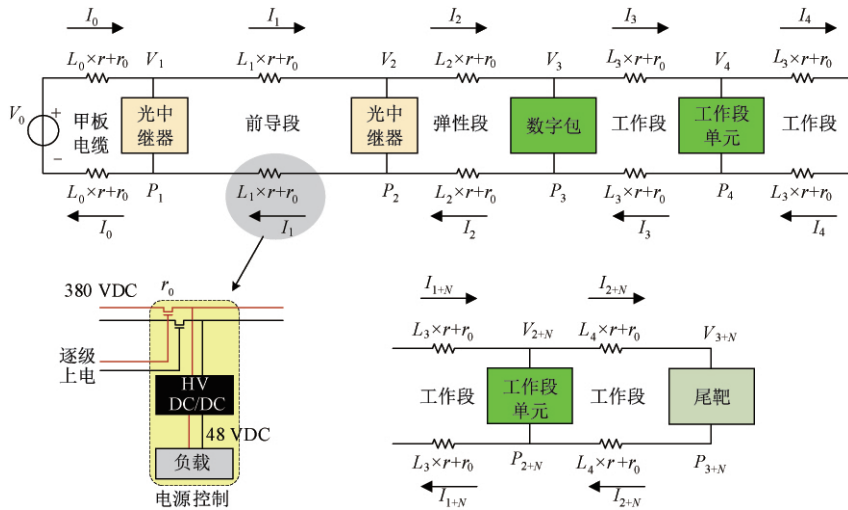 I₀ I₁ I₂ I₃ I₄
L₀×r+r₀ V₁ L₁×r+r₀ V₂ L₂×r+r₀ V₃ L₃×r+r₀ V₄ L₃×r+r₀
V₀ + −
甲板
电缆
光中
继器
前导段
光中
继器
弹性段
数字包
工作段
工作段
单元
工作段
L₀×r+r₀ P₁ L₁×r+r₀ P₂ L₂×r+r₀ P₃ L₃×r+r₀ P₄ L₃×r+r₀
I₀ I₁ I₂ I₃ I₄
380 VDC r₀
逐级
上电
HV
DC/DC
48 VDC
负载
电源控制
I₁₊N I₂₊N
L₃×r+r₀ V₂₊N L₄×r+r₀ V₃₊N
工作段
工作段
单元
工作段
尾靶
L₃×r+r₀ P₂₊N L₄×r+r₀ P₃₊N
I₁₊N I₂₊N